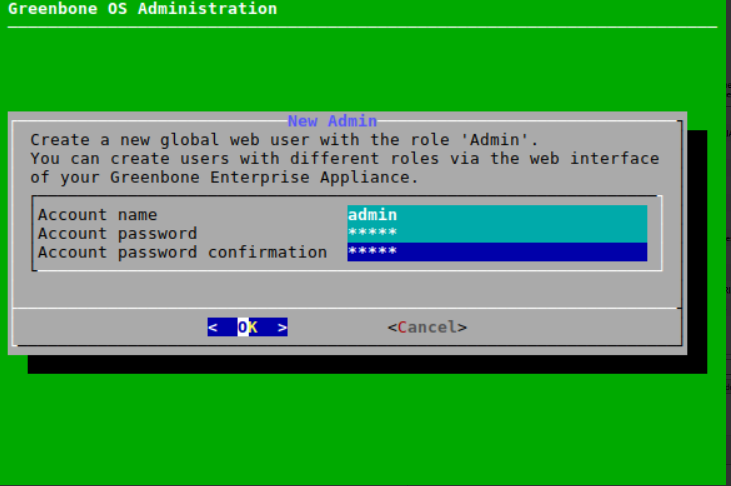 Greenbone OS Administration
New Admin
Create a new global web user with the role 'Admin'.
You can create users with different roles via the web interface
of your Greenbone Enterprise Appliance.
Account name admin
Account password *****
Account password confirmation *****
< OK > <Cancel>